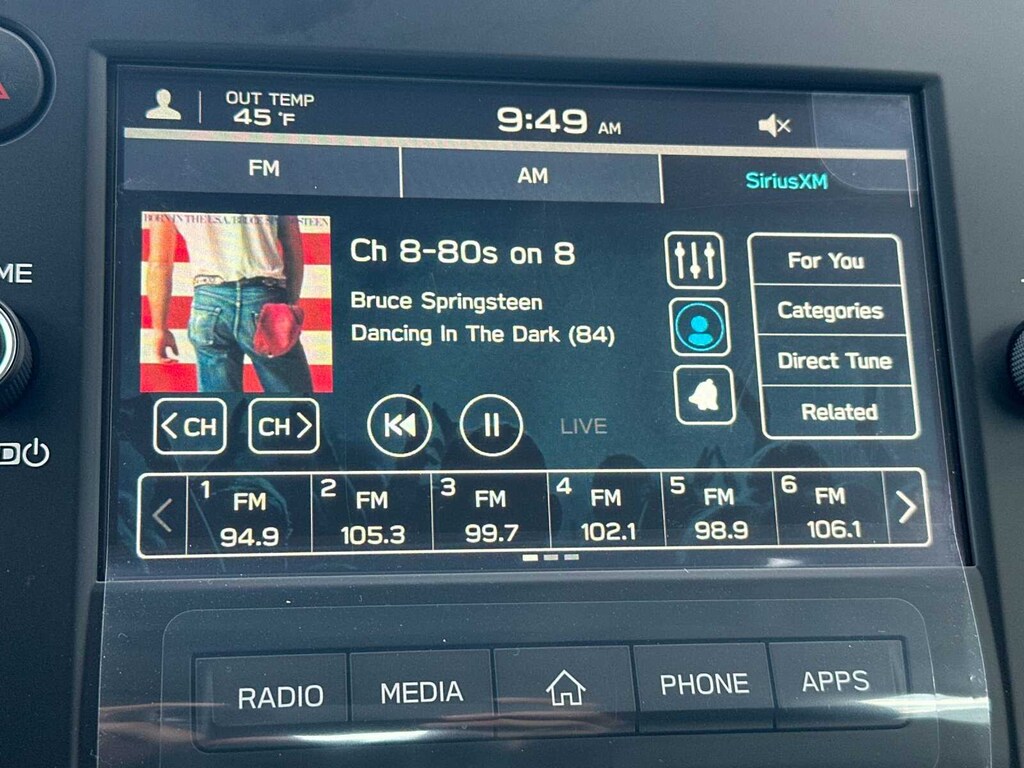 OUT TEMP
45 °F
9:49 AM
FM
AM
SiriusXM
BORN IN THE U.S.A./BRUCE SPRINGSTEEN
Ch 8-80s on 8
Bruce Springsteen
Dancing In The Dark (84)
For You
Categories
Direct Tune
Related
CH
CH
LIVE
1 FM
94.9
2 FM
105.3
3 FM
99.7
4 FM
102.1
5 FM
98.9
6 FM
106.1
RADIO
MEDIA
PHONE
APPS